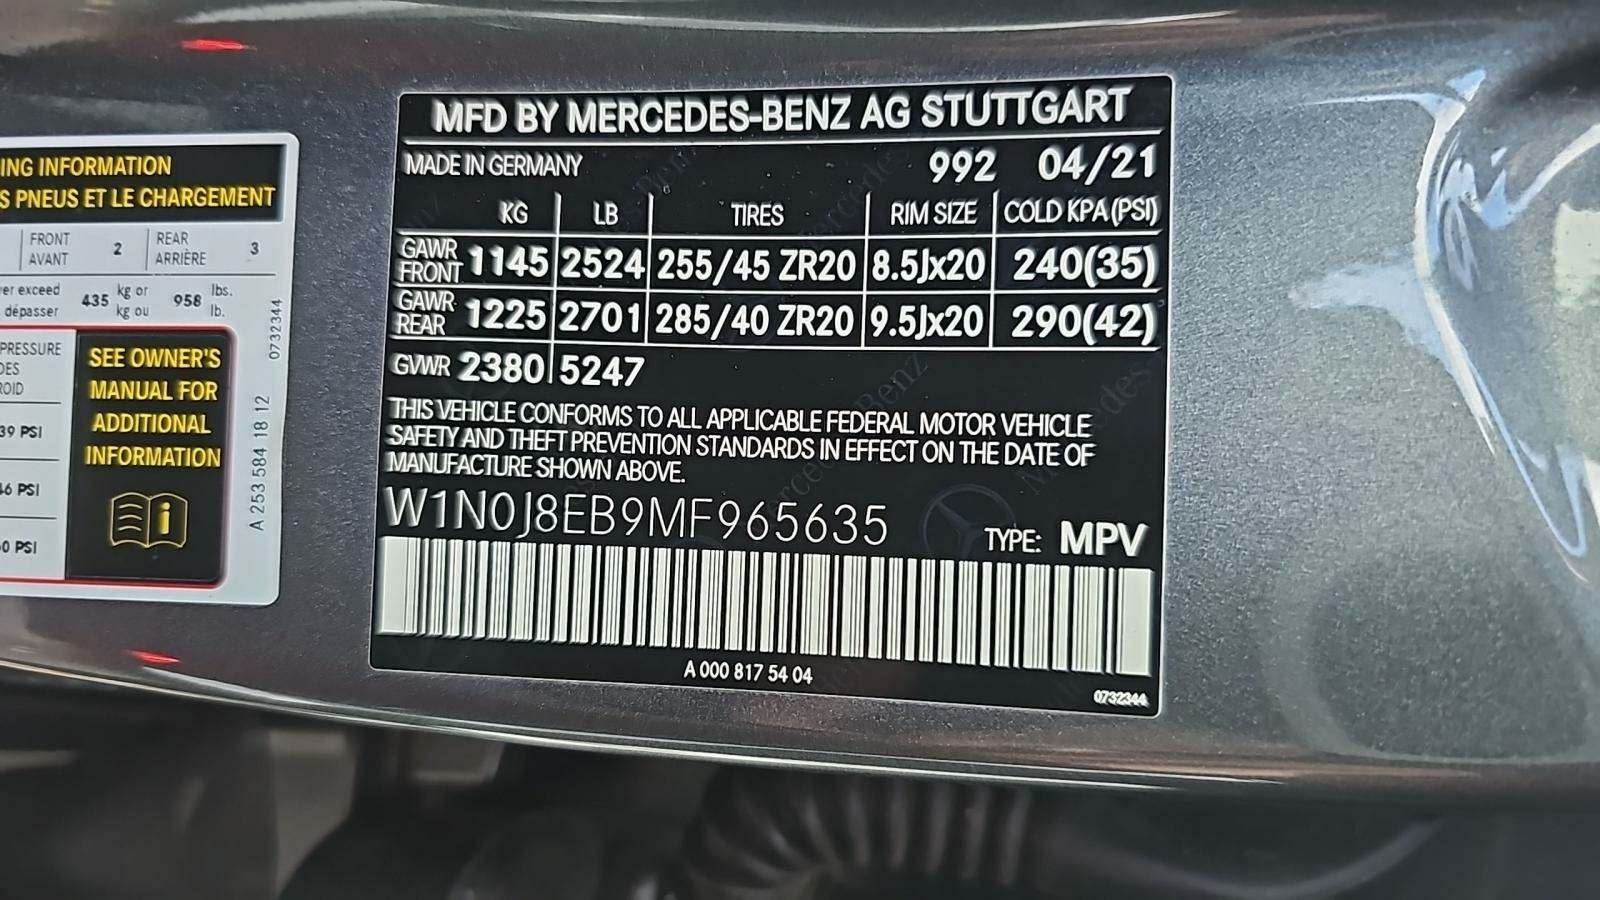 ING INFORMATION
S PNEUS ET LE CHARGEMENT
FRONT
AVANT
2
REAR
ARRIÈRE
3
er exceed
dépasser
435
kg or
kg ou
958
lbs.
lb.
PRESSURE
DES
ROID
39 PSI
46 PSI
0 PSI
SEE OWNER'S
MANUAL FOR
ADDITIONAL
INFORMATION
A 253 584 18 12
0732344
MFD BY MERCEDES-BENZ AG STUTTGART
MADE IN GERMANY 992 04/21
KG LB TIRES RIM SIZE COLD KPA(PSI)
GAWR FRONT 1145 2524 255/45 ZR20 8.5Jx20 240(35)
GAWR REAR 1225 2701 285/40 ZR20 9.5Jx20 290(42)
GVWR 2380 5247
THIS VEHICLE CONFORMS TO ALL APPLICABLE FEDERAL MOTOR VEHICLE
SAFETY AND THEFT PREVENTION STANDARDS IN EFFECT ON THE DATE OF
MANUFACTURE SHOWN ABOVE.
W1N0J8EB9MF965635 TYPE: MPV
A 000 817 54 04
0732344